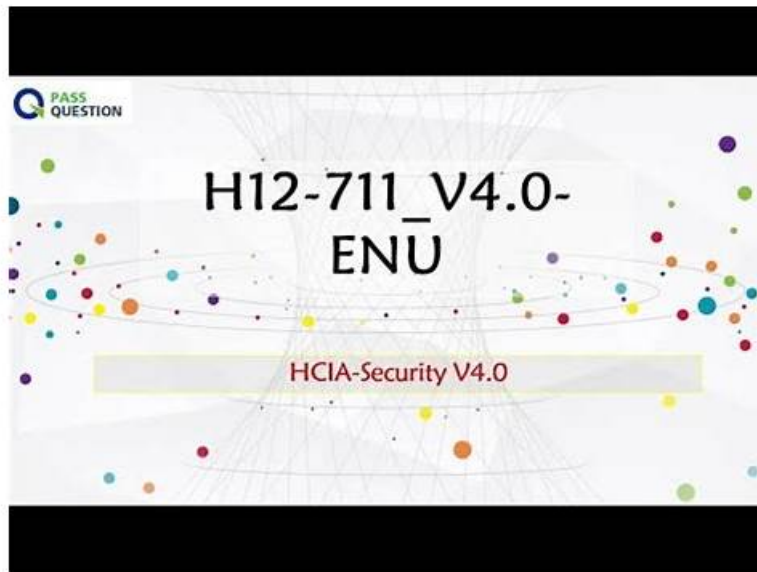 PASS
QUESTION
H12-711_V4.0-
ENU
HCIA-Security V4.0